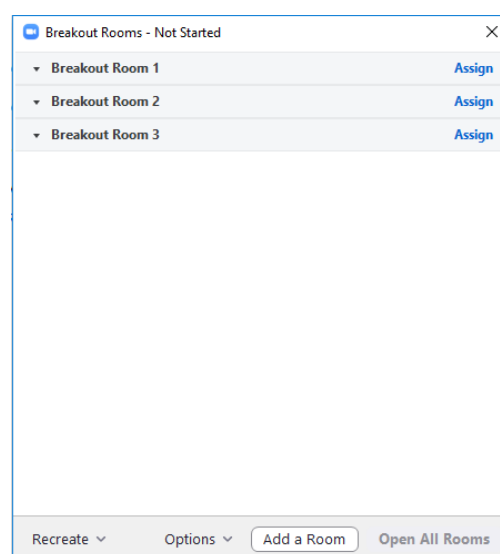 Breakout Rooms - Not Started
Breakout Room 1 Assign
Breakout Room 2 Assign
Breakout Room 3 Assign
Recreate Options Add a Room Open All Rooms